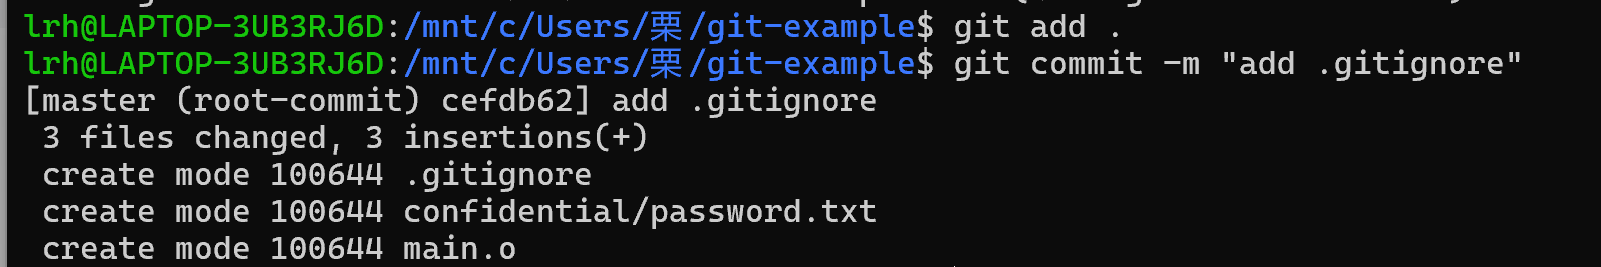 lrh@LAPTOP-3UB3RJ6D:/mnt/c/Users/栗/git-example$ git add .
lrh@LAPTOP-3UB3RJ6D:/mnt/c/Users/栗/git-example$ git commit -m "add .gitignore"
[master (root-commit) cefdb62] add .gitignore
 3 files changed, 3 insertions(+)
 create mode 100644 .gitignore
 create mode 100644 confidential/password.txt
 create mode 100644 main.o